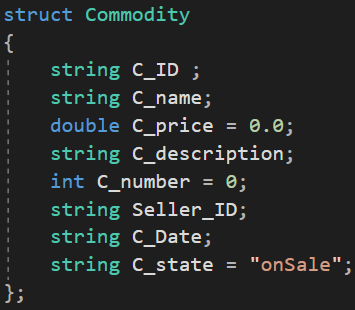 struct Commodity
{
    string C_ID ;
    string C_name;
    double C_price = 0.0;
    string C_description;
    int C_number = 0;
    string Seller_ID;
    string C_Date;
    string C_state = "onSale";
};